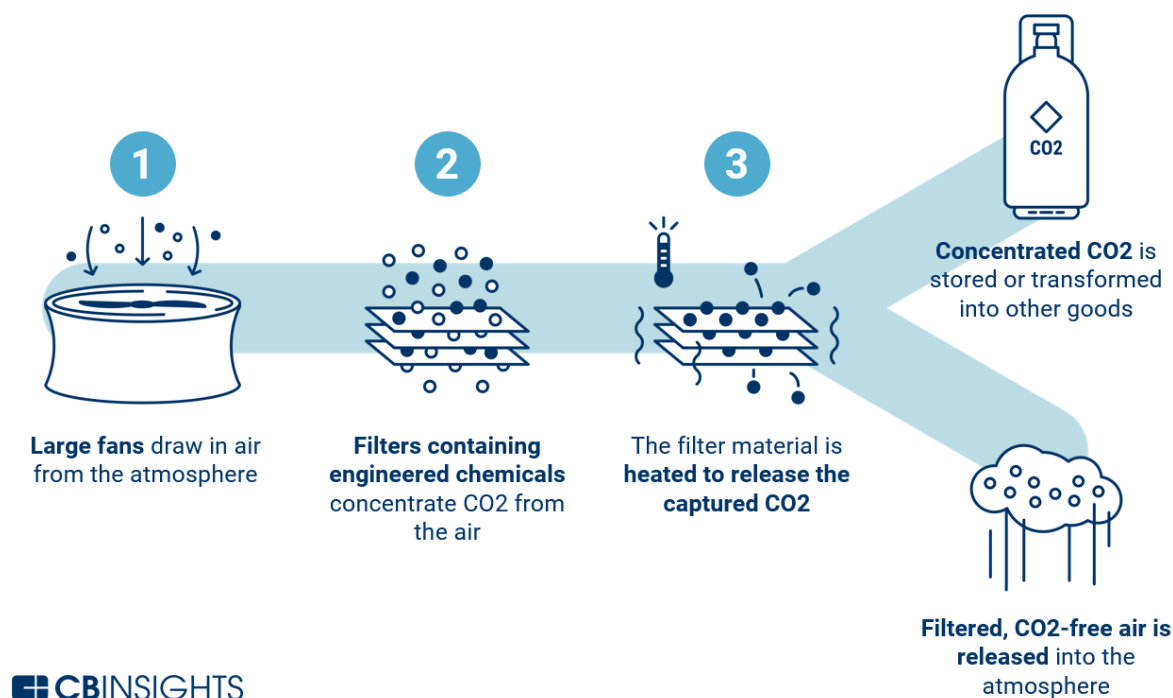 1
Large fans draw in air
from the atmosphere
2
Filters containing
engineered chemicals
concentrate CO2 from
the air
3
The filter material is
heated to release the
captured CO2
CO2
Concentrated CO2 is
stored or transformed
into other goods
Filtered, CO2-free air is
released into the
atmosphere
CBINSIGHTS